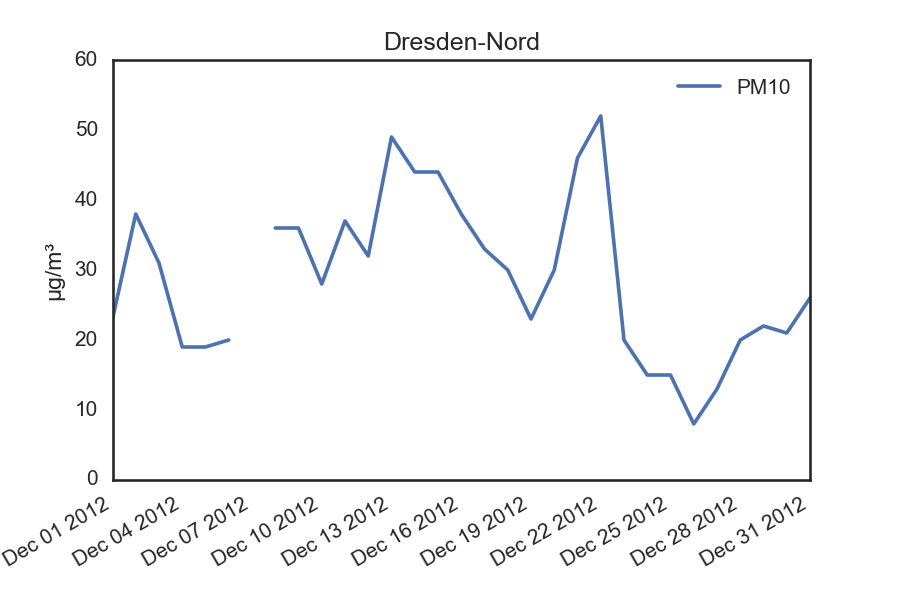 Dresden-Nord
PM10
µg/m³
60
50
40
30
20
10
0
Dec 01 2012
Dec 04 2012
Dec 07 2012
Dec 10 2012
Dec 13 2012
Dec 16 2012
Dec 19 2012
Dec 22 2012
Dec 25 2012
Dec 28 2012
Dec 31 2012